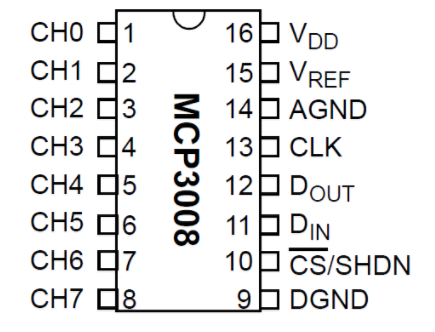 CH0 1 16 VDD
CH1 2 15 VREF
CH2 3 14 AGND
CH3 4 13 CLK
CH4 5 12 DOUT
CH5 6 11 DIN
CH6 7 10 C̅S̅/SHDN
CH7 8 9 DGND
MCP3008